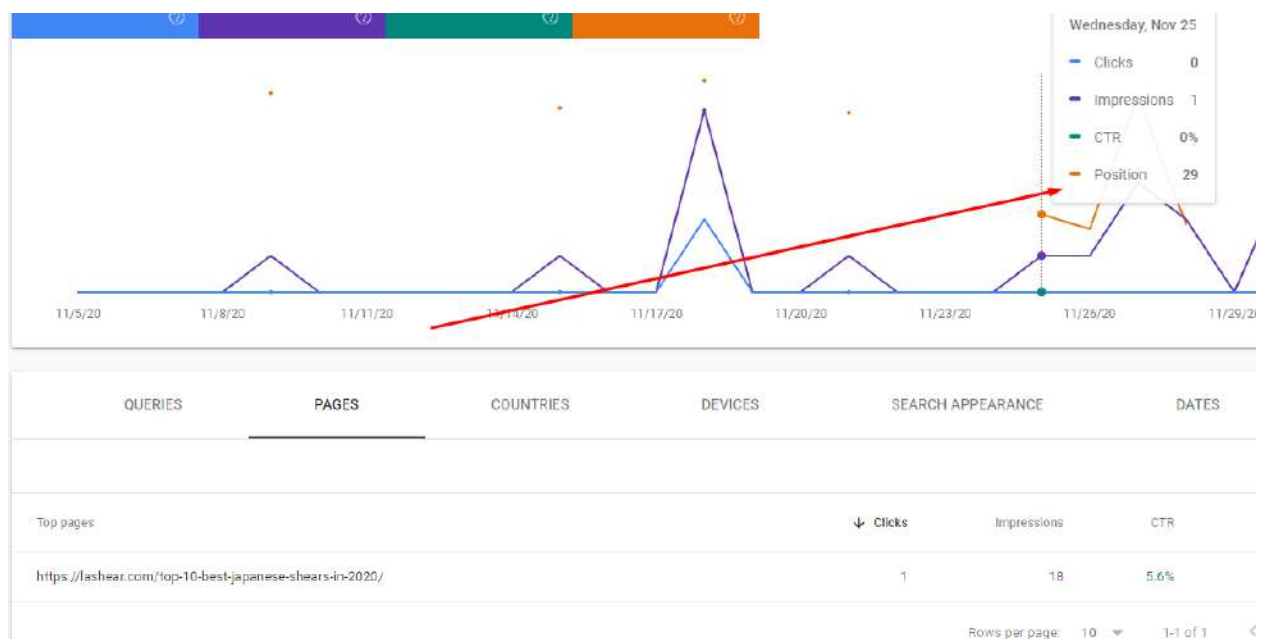 Wednesday, Nov 25
Clicks 0
Impressions 1
CTR 0%
Position 29
11/5/20 11/8/20 11/11/20 11/14/20 11/17/20 11/20/20 11/23/20 11/26/20 11/29/2
QUERIES PAGES COUNTRIES DEVICES SEARCH APPEARANCE DATES
Top pages Clicks Impressions CTR
https://lashear.com/top-10-best-japanese-shears-in-2020/ 1 18 5.6%
Rows per page: 10 1-1 of 1